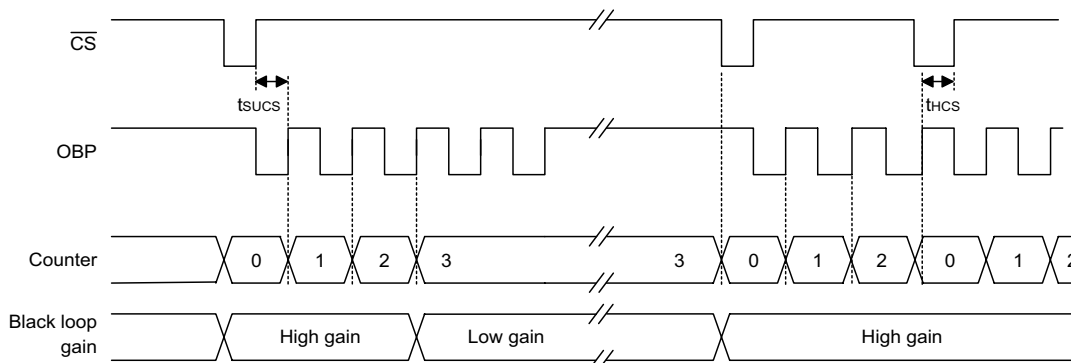 CS
tSUCS
tHCS
OBP
Counter 0 1 2 3 3 0 1 2 0 1 2
Black loop
gain
High gain Low gain High gain